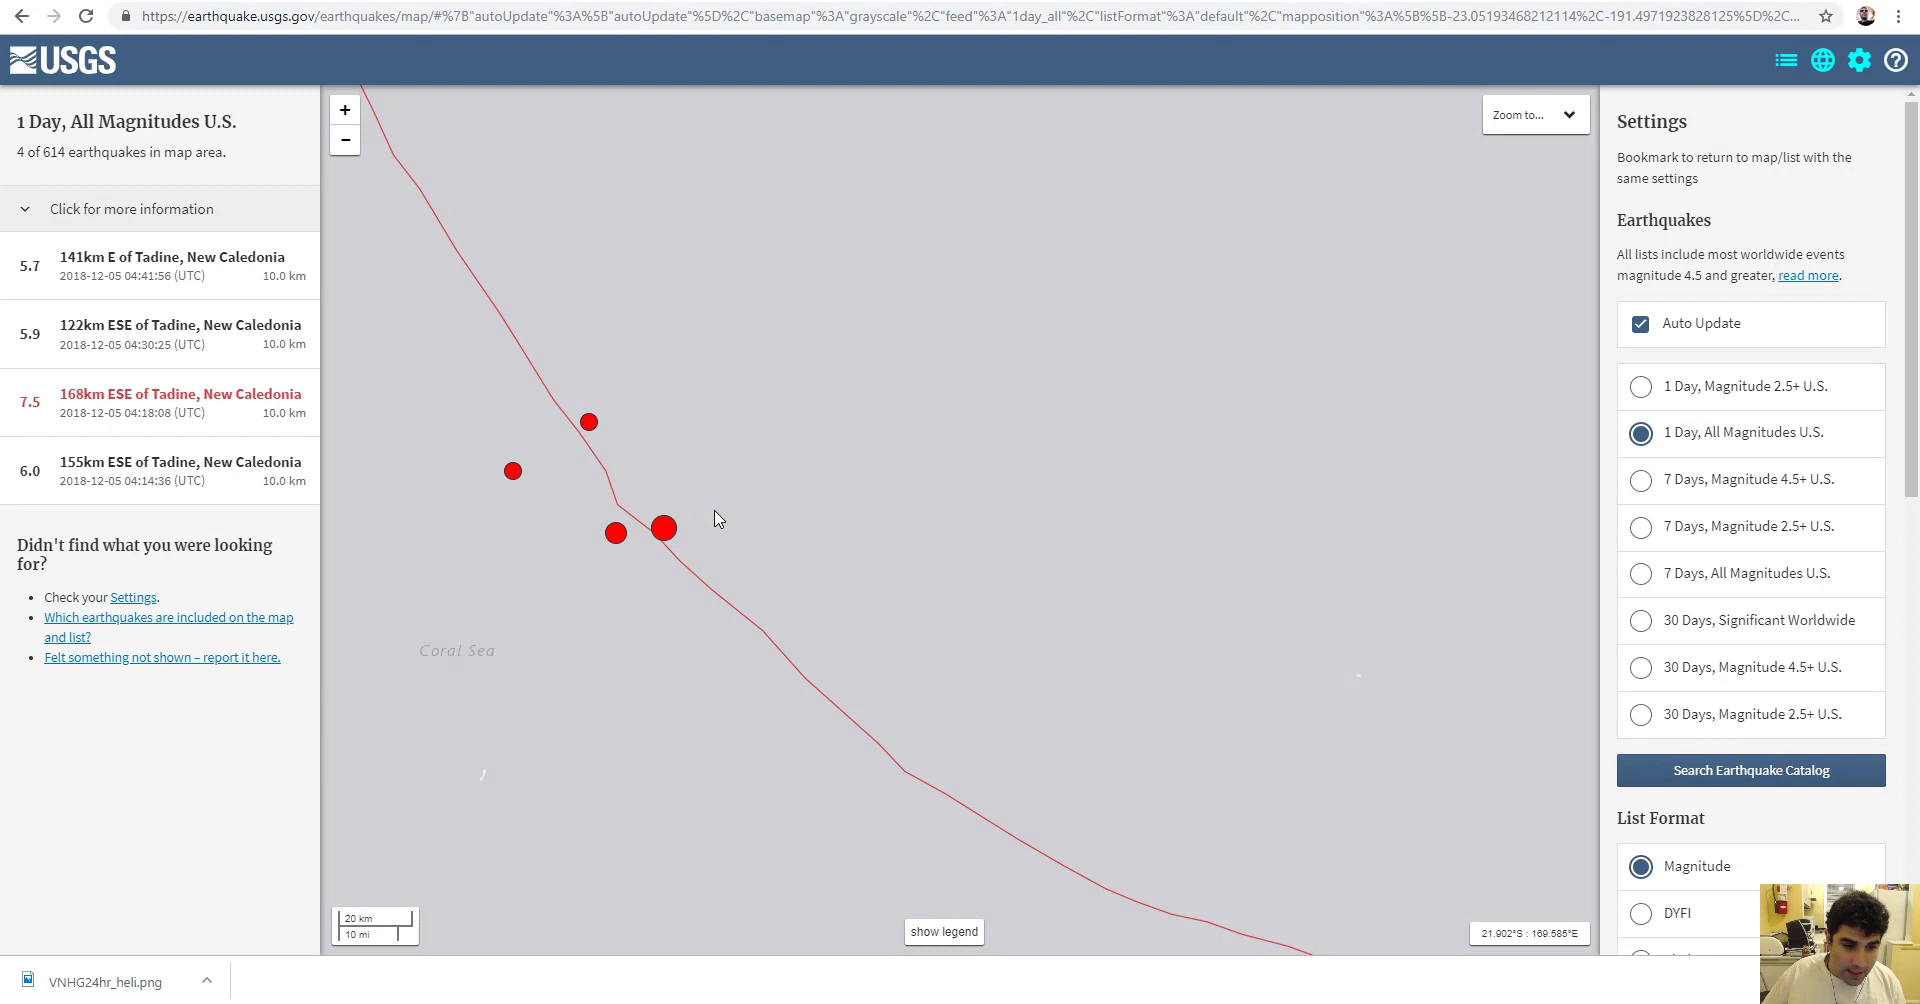 https://earthquake.usgs.gov/earthquakes/map/#%7B"autoUpdate"%3A%5B"autoUpdate"%5D%2C"basemap"%3A"grayscale"%2C"feed"%3A"1day_all"%2C"listFormat"%3A"default"%2C"mapposition"%3A%5B%5B-23.05193468212114%2C-191.4971923828125%5D%2C...
USGS
1 Day, All Magnitudes U.S.
4 of 614 earthquakes in map area.
Click for more information
5.7 141km E of Tadine, New Caledonia
2018-12-05 04:41:56 (UTC) 10.0 km
5.9 122km ESE of Tadine, New Caledonia
2018-12-05 04:30:25 (UTC) 10.0 km
7.5 168km ESE of Tadine, New Caledonia
2018-12-05 04:18:08 (UTC) 10.0 km
6.0 155km ESE of Tadine, New Caledonia
2018-12-05 04:14:36 (UTC) 10.0 km
Didn't find what you were looking
for?
Check your Settings.
Which earthquakes are included on the map
and list?
Felt something not shown – report it here.
+
−
Zoom to...
Coral Sea
20 km
10 mi
show legend
21.902°S : 169.585°E
Settings
Bookmark to return to map/list with the
same settings
Earthquakes
All lists include most worldwide events
magnitude 4.5 and greater, read more.
Auto Update
1 Day, Magnitude 2.5+ U.S.
1 Day, All Magnitudes U.S.
7 Days, Magnitude 4.5+ U.S.
7 Days, Magnitude 2.5+ U.S.
7 Days, All Magnitudes U.S.
30 Days, Significant Worldwide
30 Days, Magnitude 4.5+ U.S.
30 Days, Magnitude 2.5+ U.S.
Search Earthquake Catalog
List Format
Magnitude
DYFI
VNHG24hr_heli.png